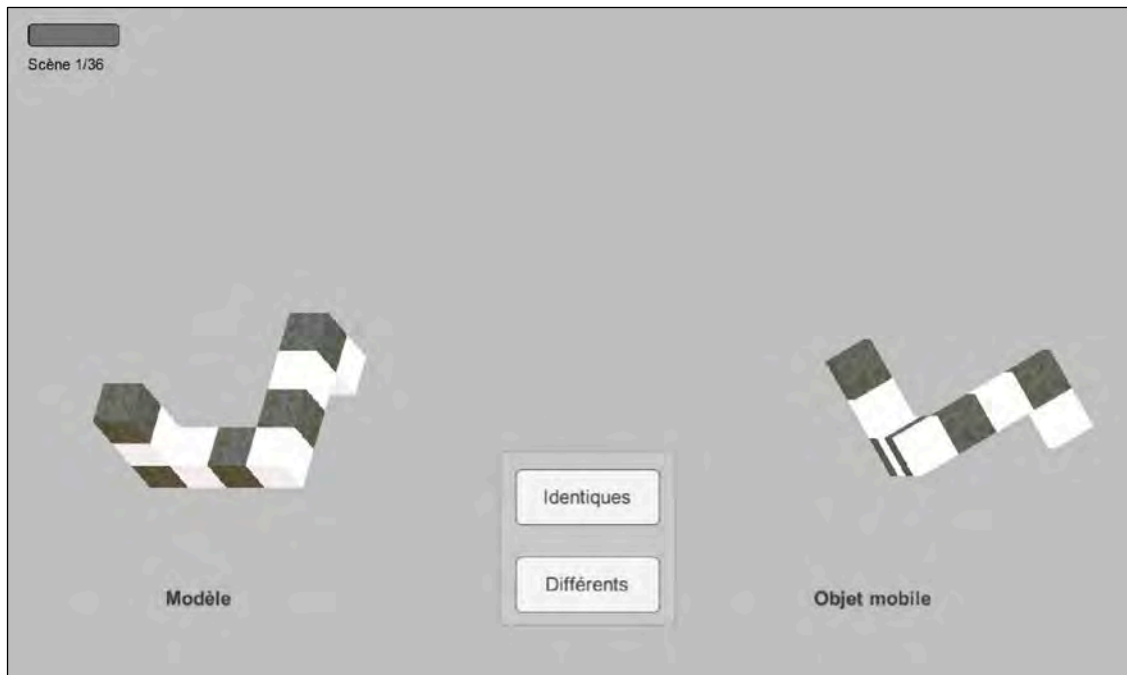 Scène 1/36
Identiques
Différents
Modèle
Objet mobile